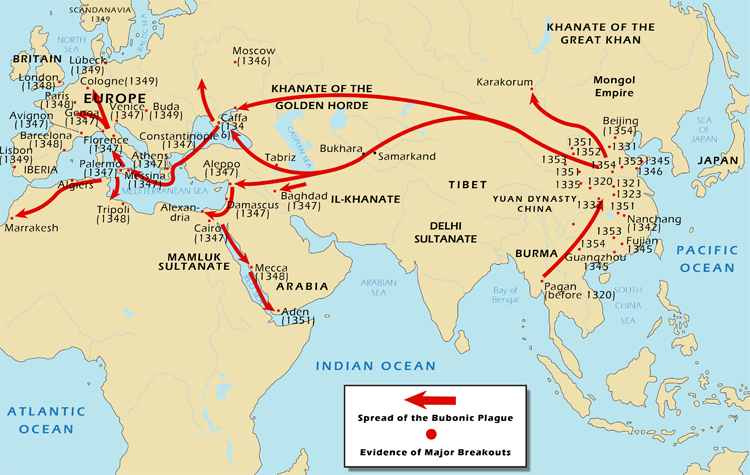 SCANDANAVIA
1349
NORTH
SEA
BALTIC SEA
BRITAIN
Lübeck
(1349)
London
(1348)
Cologne(1349)
Paris
(1348)
EUROPE
Avignon
(1347)
Genoa
(1347)
Venice
(1347)
Buda
(1349)
Moscow
(1346)
Barcelona
(1348)
Florence
(1347)
Constantinople
(1347)
Caffa
(134
6)
Lisbon
(1349)
IBERIA
Palermo
(1347)
Athens
(1347)
Messina
(1347)
Algiers
MEDITERRANEAN SEA
Marrakesh
Tripoli
(1348)
Alexan-
dria
Cairo
(1347)
Aleppo
(1347)
Damascus
(1347)
Tabriz
Baghdad
(1347)
CASPIAN SEA
KHANATE OF THE
GOLDEN HORDE
Bukhara
Samarkand
IL-KHANATE
MAMLUK
SULTANATE
Mecca
(1348)
ARABIA
Aden
(1351)
ARABIAN
SEA
KHANATE OF THE
GREAT KHAN
Karakorum
Mongol
Empire
Beijing
(1354)
1351
1352
1331
1353
1354
1353
1345
1346
1351
1335
1320
1321
1323
TIBET
YUAN DYNASTY
CHINA
1351
Nanchang
(1342)
DELHI
SULTANATE
1353
1354
Fujian
1345
Guangzhou
1345
BURMA
Pagan
(before 1320)
Bay of
Bengal
SOUTH
CHINA
SEA
SEA
OF
JAPAN
JAPAN
PACIFIC
OCEAN
INDIAN OCEAN
ATLANTIC
OCEAN
Spread of the Bubonic Plague
Evidence of Major Breakouts